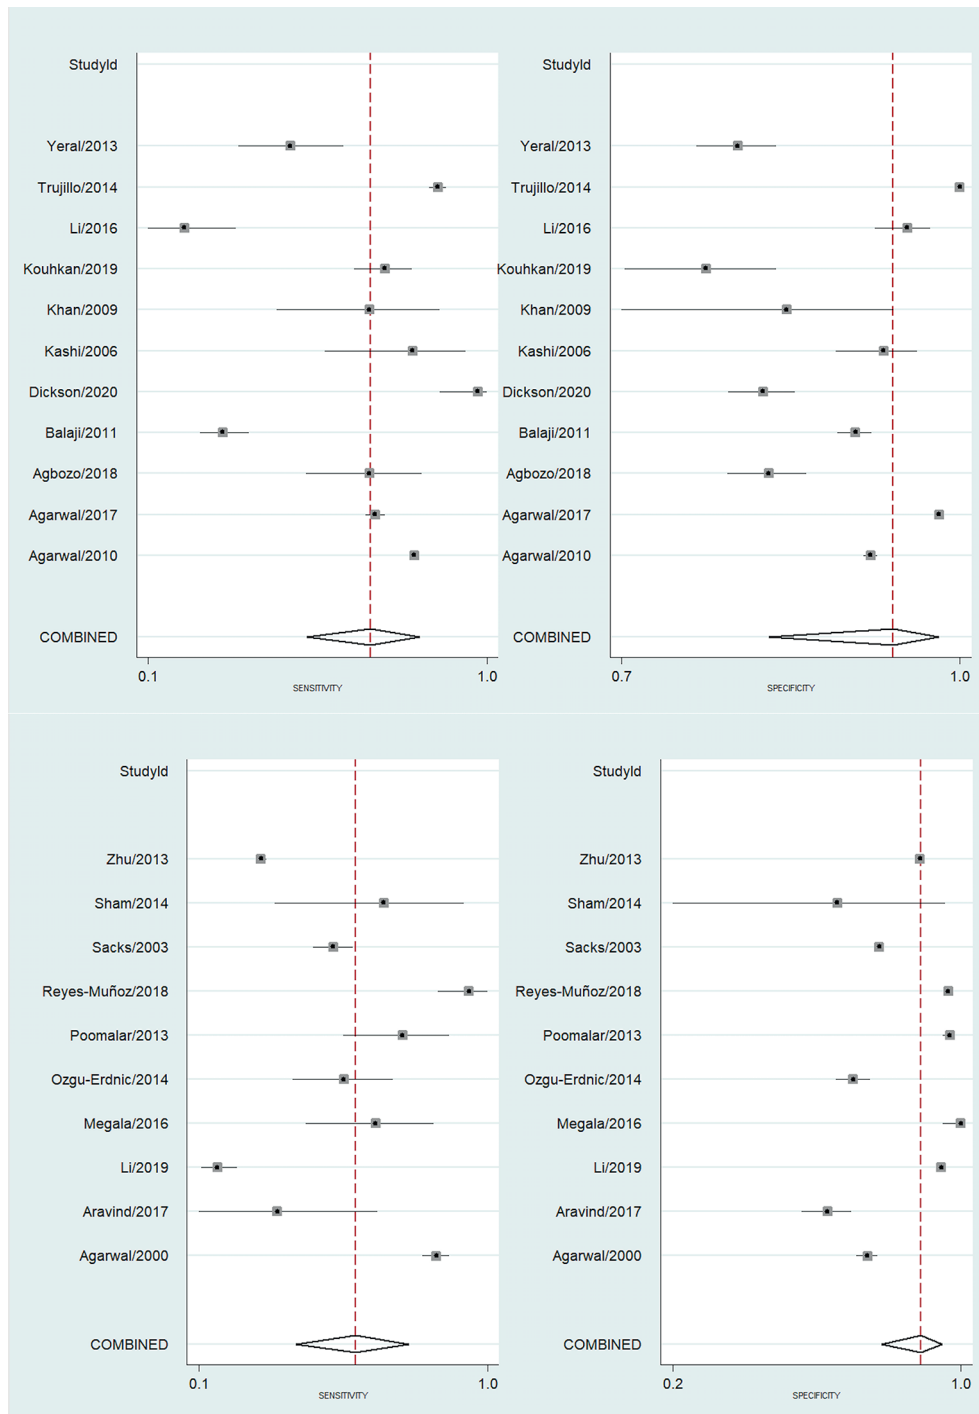 StudyId
Yeral/2013
Trujillo/2014
Li/2016
Kouhkan/2019
Khan/2009
Kashi/2006
Dickson/2020
Balaji/2011
Agbozo/2018
Agarwal/2017
Agarwal/2010
COMBINED
0.1
1.0
SENSITIVITY
StudyId
Yeral/2013
Trujillo/2014
Li/2016
Kouhkan/2019
Khan/2009
Kashi/2006
Dickson/2020
Balaji/2011
Agbozo/2018
Agarwal/2017
Agarwal/2010
COMBINED
0.7
1.0
SPECIFICITY
StudyId
Zhu/2013
Sham/2014
Sacks/2003
Reyes-Muñoz/2018
Poomalar/2013
Ozgu-Erdnic/2014
Megala/2016
Li/2019
Aravind/2017
Agarwal/2000
COMBINED
0.1
1.0
SENSITIVITY
StudyId
Zhu/2013
Sham/2014
Sacks/2003
Reyes-Muñoz/2018
Poomalar/2013
Ozgu-Erdnic/2014
Megala/2016
Li/2019
Aravind/2017
Agarwal/2000
COMBINED
0.2
1.0
SPECIFICITY